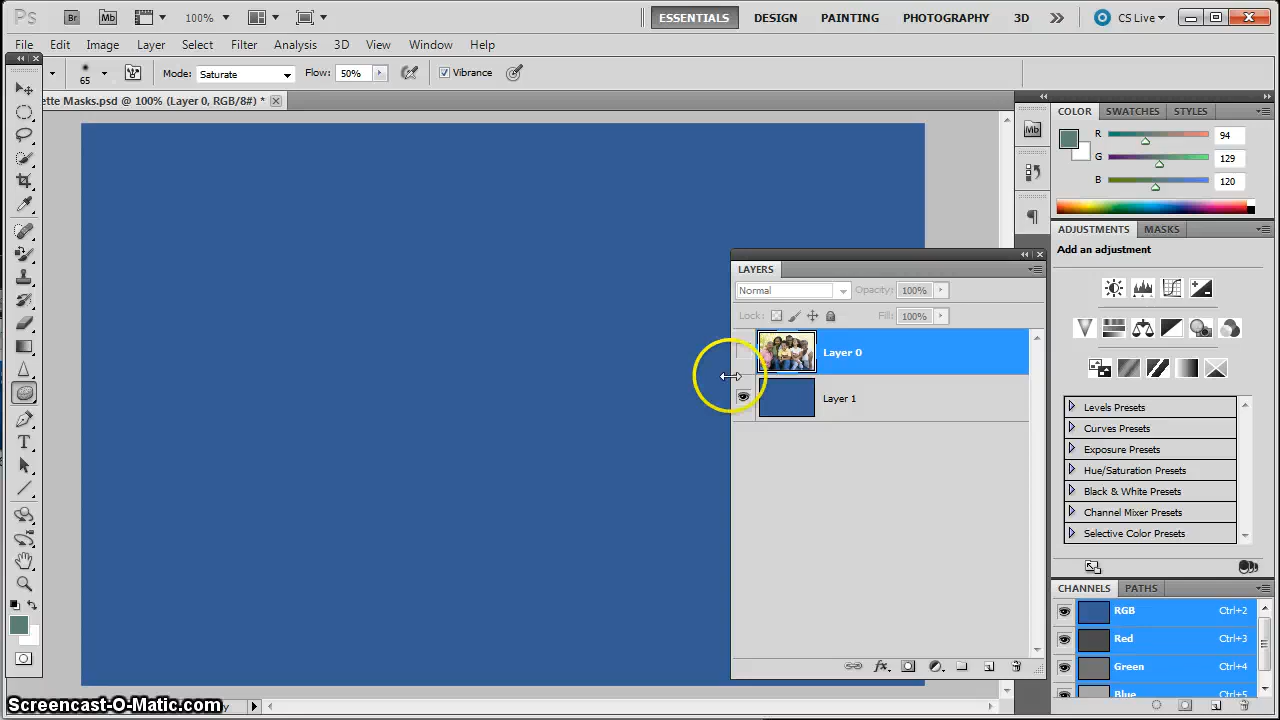 Ps Br Mb 100% ESSENTIALS DESIGN PAINTING PHOTOGRAPHY 3D CS Live
File Edit Image Layer Select Filter Analysis 3D View Window Help
65 Mode: Saturate Flow: 50% Vibrance
ette Masks.psd @ 100% (Layer 0, RGB/8#) *
COLOR SWATCHES STYLES
Mb
R 94
G 129
B 120
ADJUSTMENTS MASKS
Add an adjustment
LAYERS
Normal Opacity: 100%
Lock: Fill: 100%
Layer 0
Layer 1
Levels Presets
Curves Presets
Exposure Presets
Hue/Saturation Presets
Black & White Presets
Channel Mixer Presets
Selective Color Presets
CHANNELS PATHS
RGB Ctrl+2
Red Ctrl+3
Green Ctrl+4
Blue Ctrl+5
fx
Screencast-O-Matic.com